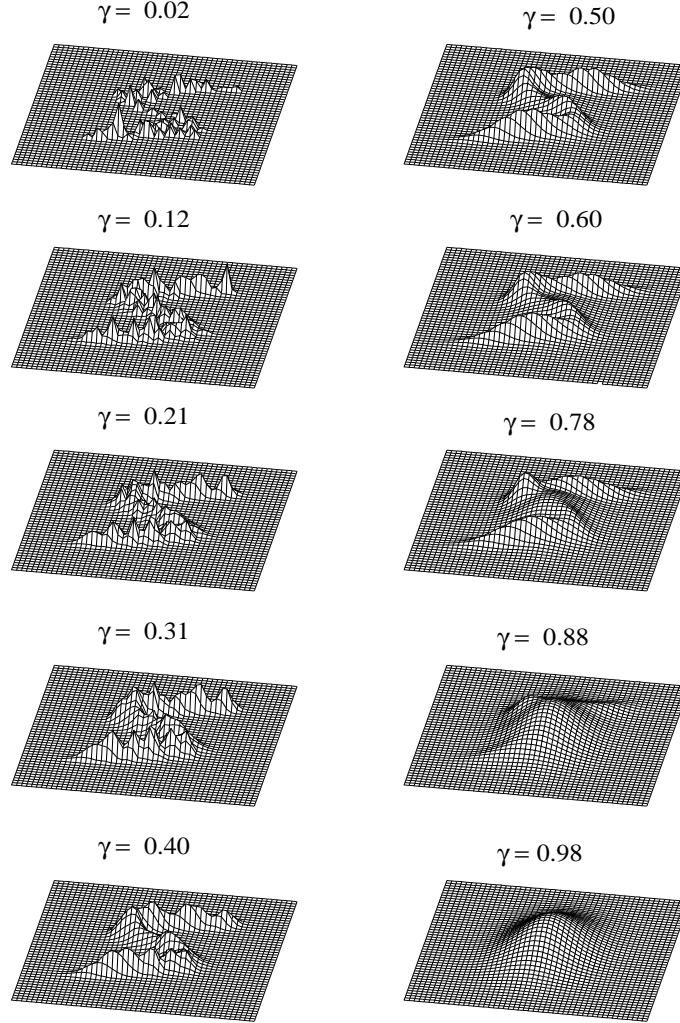 γ = 0.02
γ = 0.12
γ = 0.21
γ = 0.31
γ = 0.40
γ = 0.50
γ = 0.60
γ = 0.78
γ = 0.88
γ = 0.98